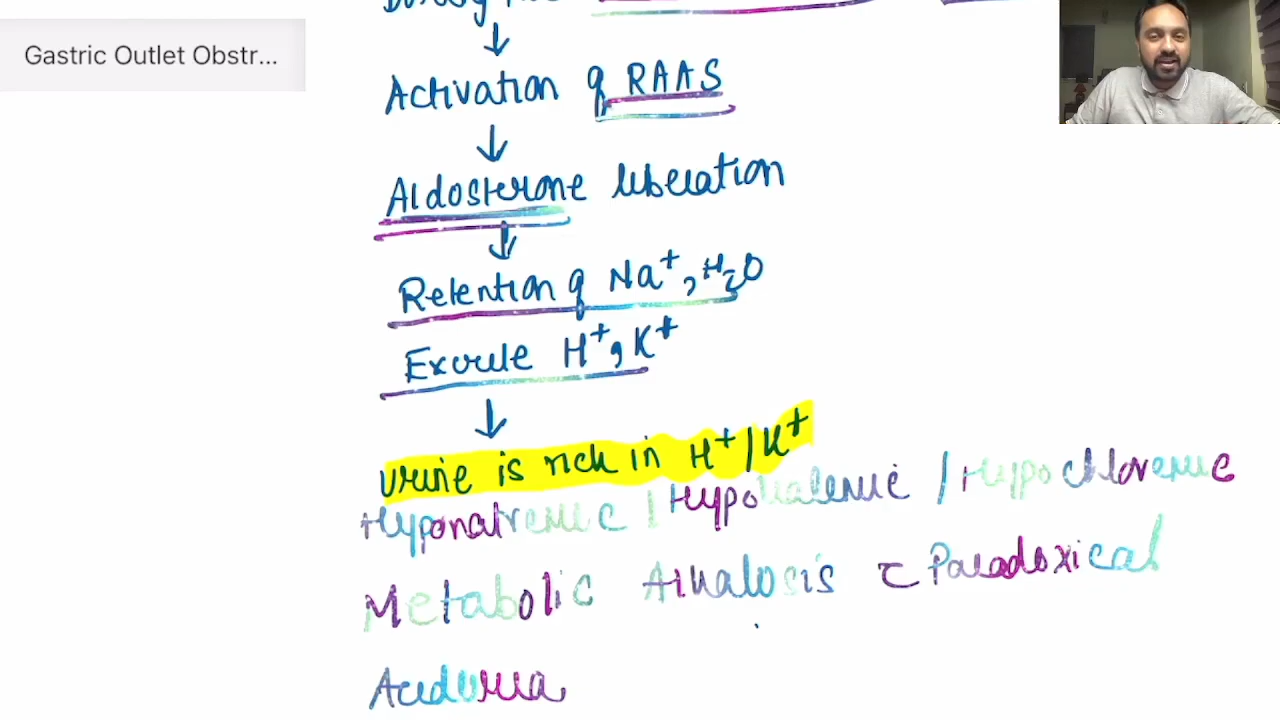 Gastric Outlet Obstr...
Activation of RAAS
Aldosterone liberation
Retention of Na+, H2O
Excrete H+, K+
Urine is rich in H+/K+
Hyponatremic / Hypokalemic / Hypochloremic
Metabolic Alkalosis c Paradoxical
Aciduria